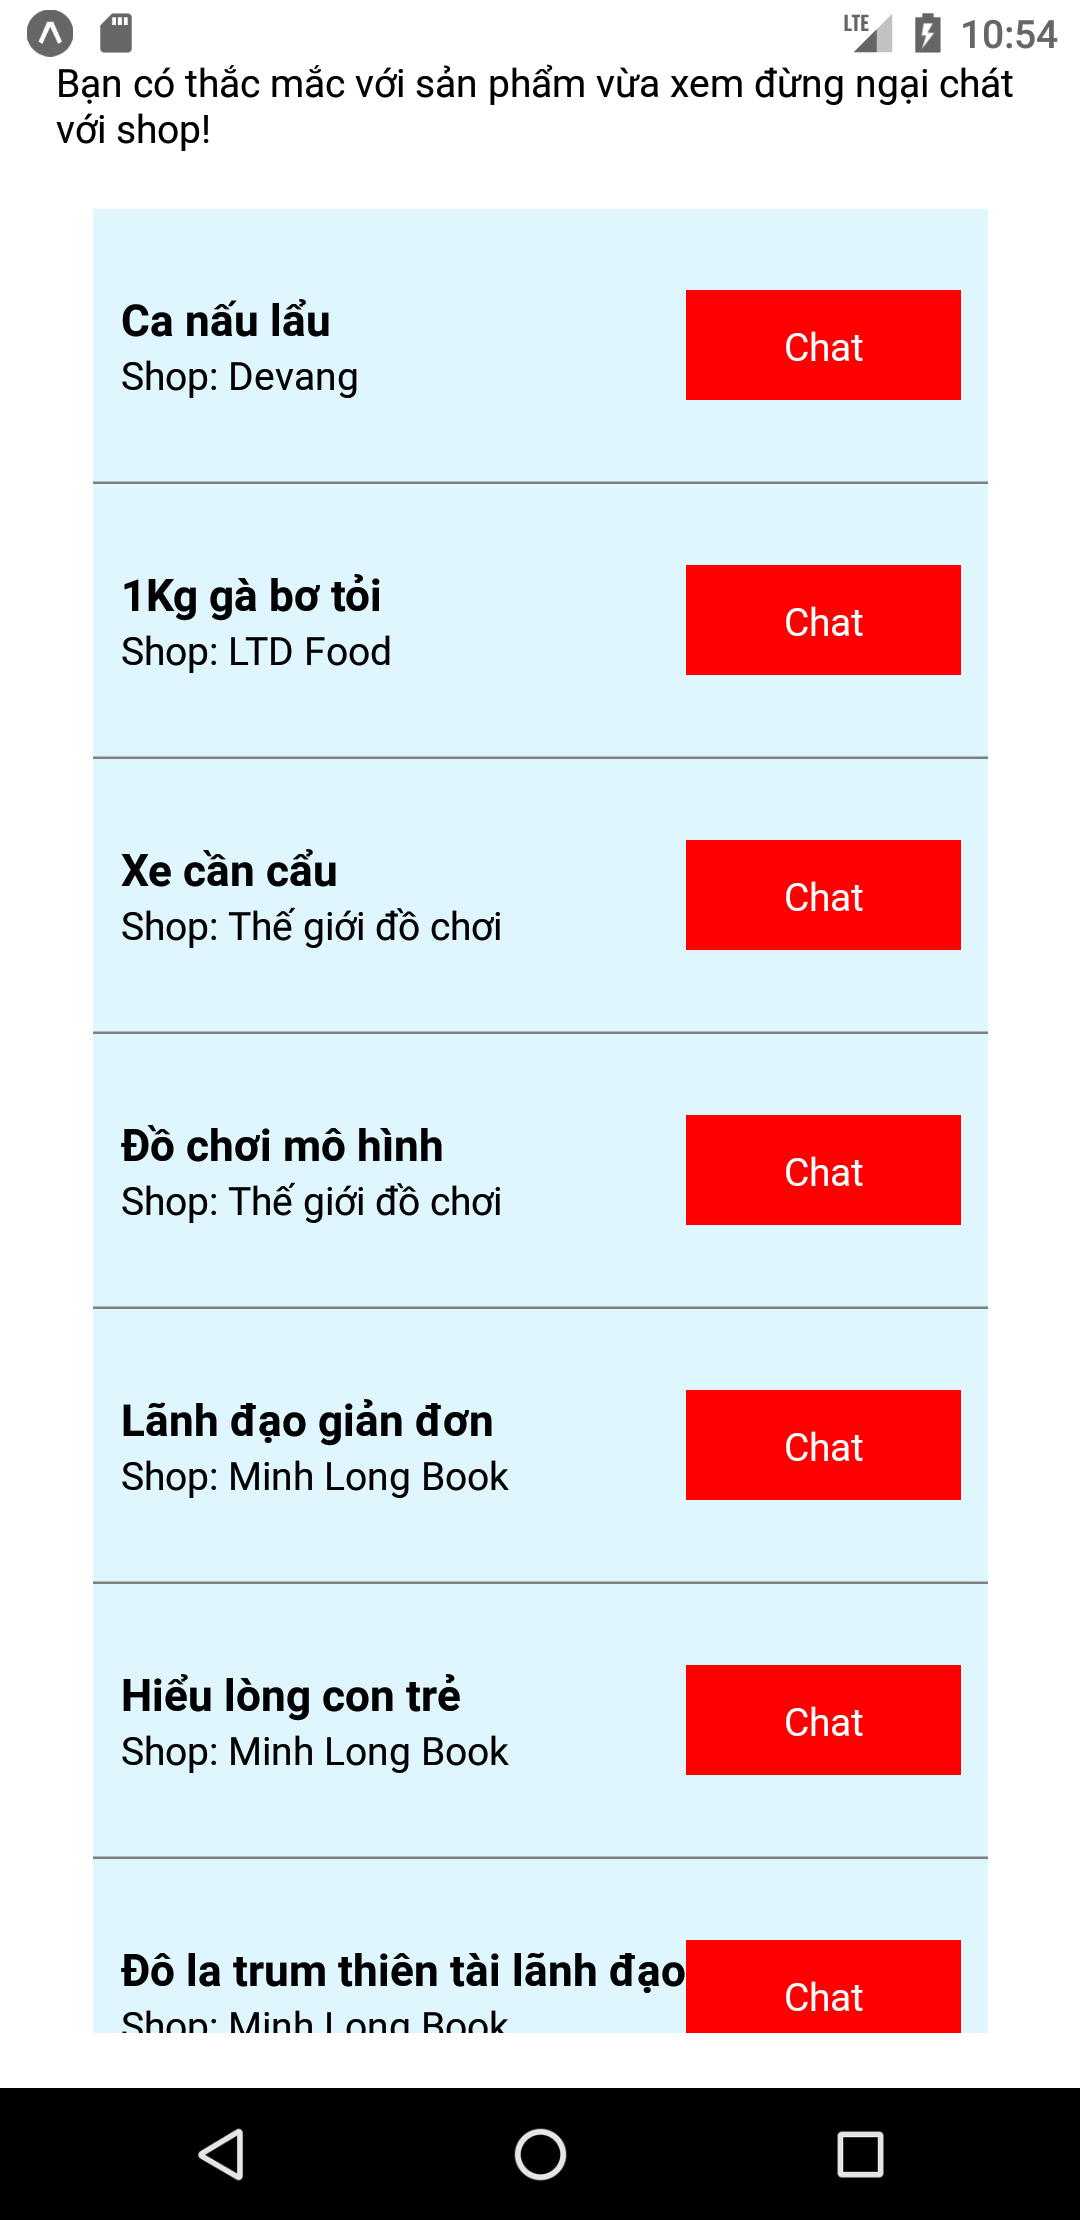 LTE 10:54
Bạn có thắc mắc với sản phẩm vừa xem đừng ngại chát
với shop!
Ca nấu lẩu
Shop: Devang
Chat
1Kg gà bơ tỏi
Shop: LTD Food
Chat
Xe cần cẩu
Shop: Thế giới đồ chơi
Chat
Đồ chơi mô hình
Shop: Thế giới đồ chơi
Chat
Lãnh đạo giản đơn
Shop: Minh Long Book
Chat
Hiểu lòng con trẻ
Shop: Minh Long Book
Chat
Đô la trum thiên tài lãnh đạo
Shop: Minh Long Book
Chat